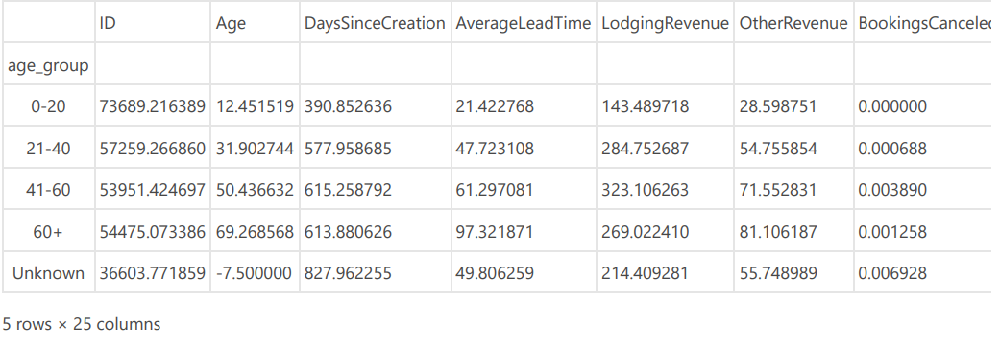 ID Age DaysSinceCreation AverageLeadTime LodgingRevenue OtherRevenue BookingsCanceled
age_group
0-20 73689.216389 12.451519 390.852636 21.422768 143.489718 28.598751 0.000000
21-40 57259.266860 31.902744 577.958685 47.723108 284.752687 54.755854 0.000688
41-60 53951.424697 50.436632 615.258792 61.297081 323.106263 71.552831 0.003890
60+ 54475.073386 69.268568 613.880626 97.321871 269.022410 81.106187 0.001258
Unknown 36603.771859 -7.500000 827.962255 49.806259 214.409281 55.748989 0.006928
5 rows × 25 columns